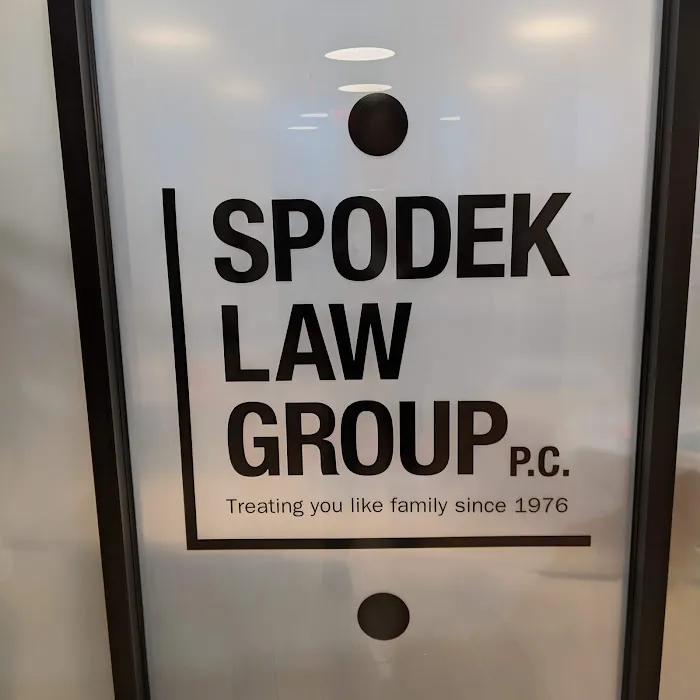 SPODEK
LAW
GROUP P.C.
Treating you like family since 1976